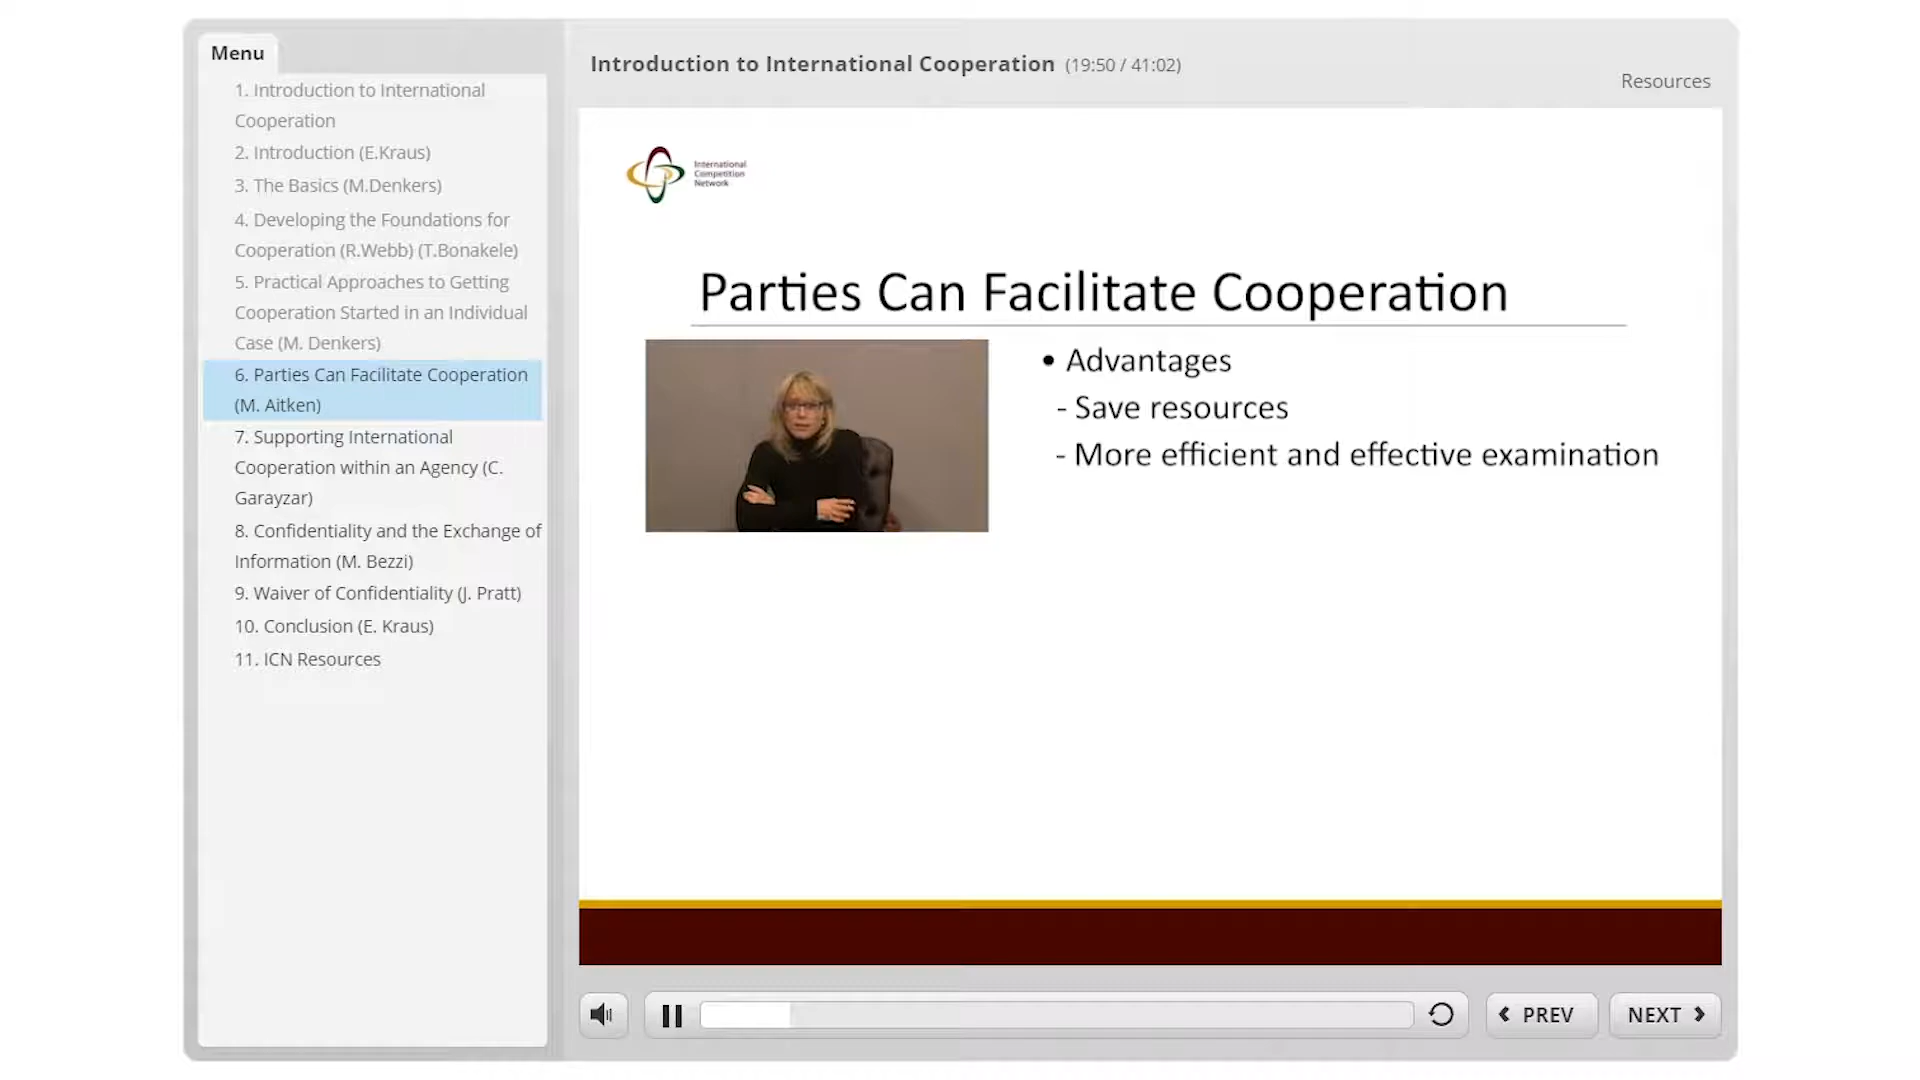 Menu
1. Introduction to International
Cooperation
2. Introduction (E.Kraus)
3. The Basics (M.Denkers)
4. Developing the Foundations for
Cooperation (R.Webb) (T.Bonakele)
5. Practical Approaches to Getting
Cooperation Started in an Individual
Case (M. Denkers)
6. Parties Can Facilitate Cooperation
(M. Aitken)
7. Supporting International
Cooperation within an Agency (C.
Garayzar)
8. Confidentiality and the Exchange of
Information (M. Bezzi)
9. Waiver of Confidentiality (J. Pratt)
10. Conclusion (E. Kraus)
11. ICN Resources
Introduction to International Cooperation (19:50 / 41:02)
Resources
International
Competition
Network
Parties Can Facilitate Cooperation
• Advantages
- Save resources
- More efficient and effective examination
PREV
NEXT